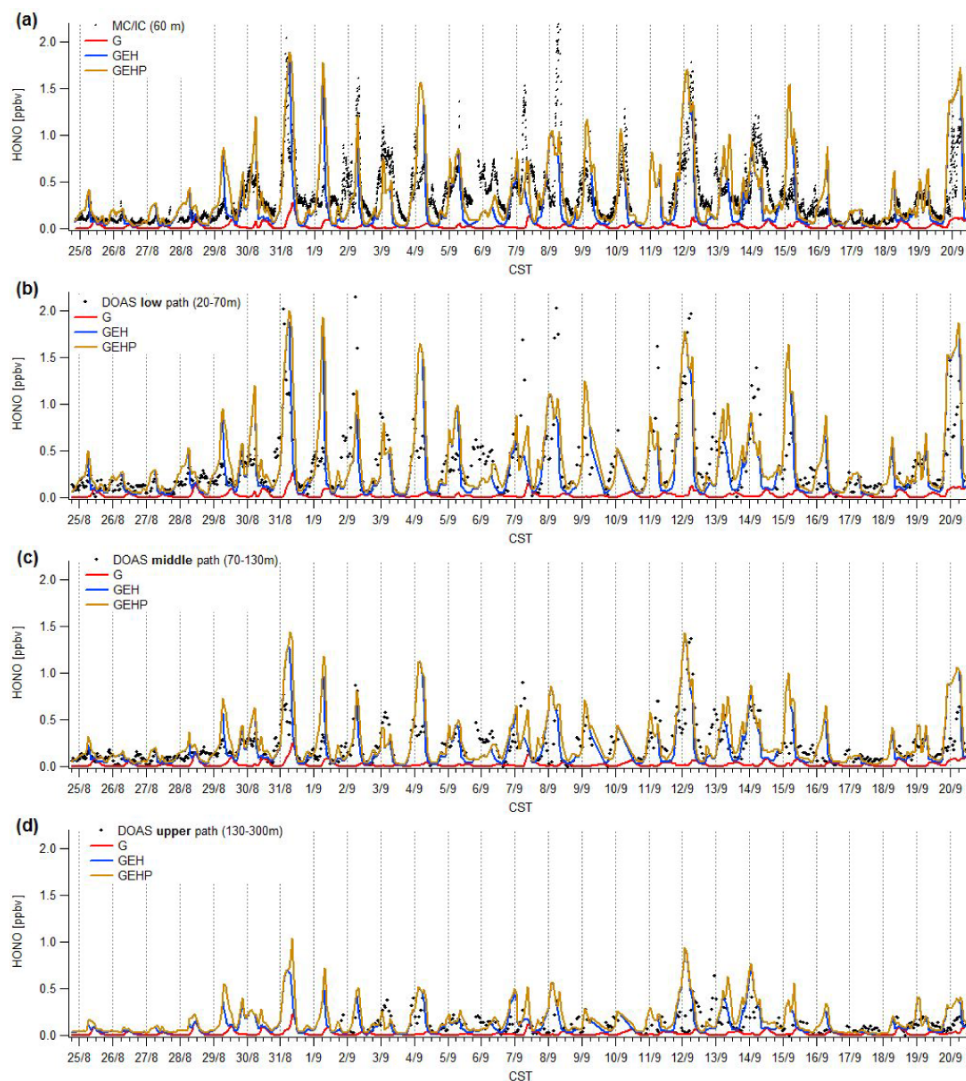 (a)
MC/IC (60 m)
G
GEH
GEHP
HONO [ppbv]
2.0
1.5
1.0
0.5
0.0
25/8 26/8 27/8 28/8 29/8 30/8 31/8 1/9 2/9 3/9 4/9 5/9 6/9 7/9 8/9 9/9 10/9 11/9 12/9 13/9 14/9 15/9 16/9 17/9 18/9 19/9 20/9
CST
(b)
DOAS low path (20-70m)
G
GEH
GEHP
HONO [ppbv]
2.0
1.5
1.0
0.5
0.0
25/8 26/8 27/8 28/8 29/8 30/8 31/8 1/9 2/9 3/9 4/9 5/9 6/9 7/9 8/9 9/9 10/9 11/9 12/9 13/9 14/9 15/9 16/9 17/9 18/9 19/9 20/9
CST
(c)
DOAS middle path (70-130m)
G
GEH
GEHP
HONO [ppbv]
2.0
1.5
1.0
0.5
0.0
25/8 26/8 27/8 28/8 29/8 30/8 31/8 1/9 2/9 3/9 4/9 5/9 6/9 7/9 8/9 9/9 10/9 11/9 12/9 13/9 14/9 15/9 16/9 17/9 18/9 19/9 20/9
CST
(d)
DOAS upper path (130-300m)
G
GEH
GEHP
HONO [ppbv]
2.0
1.5
1.0
0.5
0.0
25/8 26/8 27/8 28/8 29/8 30/8 31/8 1/9 2/9 3/9 4/9 5/9 6/9 7/9 8/9 9/9 10/9 11/9 12/9 13/9 14/9 15/9 16/9 17/9 18/9 19/9 20/9
CST